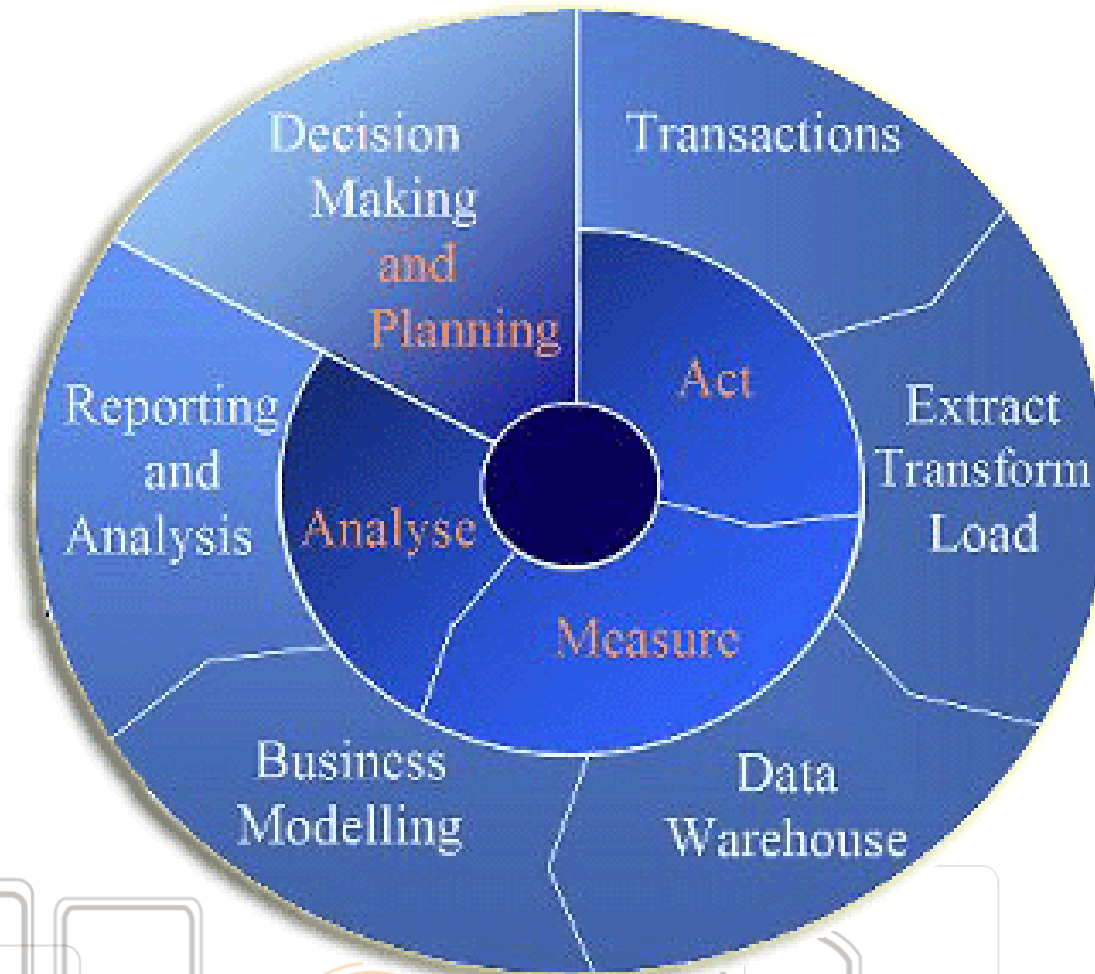 Decision
Making
and
Planning
Transactions
Act
Extract
Transform
Load
Reporting
and
Analysis
Analyse
Measure
Business
Modelling
Data
Warehouse